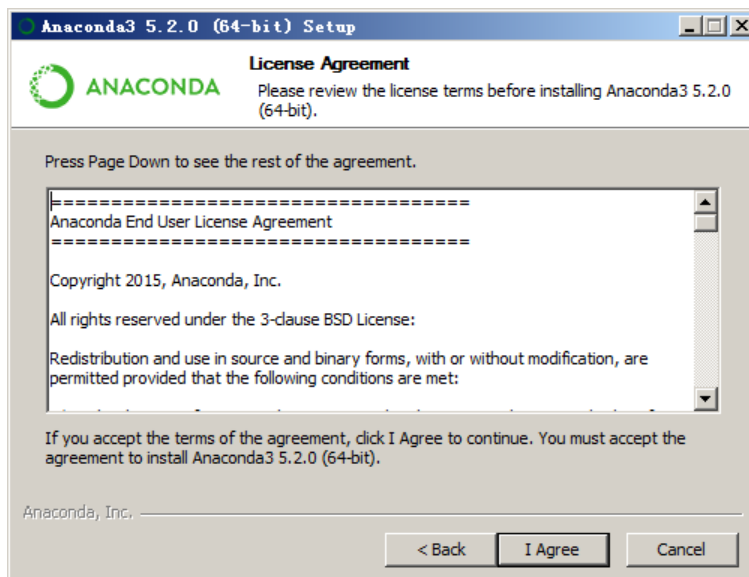 Anaconda3 5.2.0 (64-bit) Setup
ANACONDA
License Agreement
Please review the license terms before installing Anaconda3 5.2.0
(64-bit).
Press Page Down to see the rest of the agreement.
===================================
Anaconda End User License Agreement
===================================
Copyright 2015, Anaconda, Inc.
All rights reserved under the 3-clause BSD License:
Redistribution and use in source and binary forms, with or without modification, are
permitted provided that the following conditions are met:
If you accept the terms of the agreement, click I Agree to continue. You must accept the
agreement to install Anaconda3 5.2.0 (64-bit).
Anaconda, Inc.
< Back
I Agree
Cancel